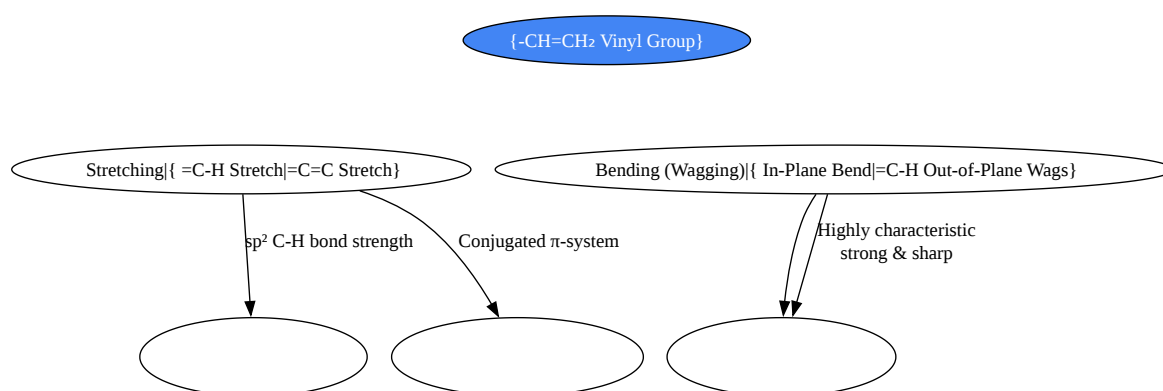 {-CH=CH₂ Vinyl Group}
Stretching|{ =C-H Stretch|=C=C Stretch}
Bending (Wagging)|{ In-Plane Bend|=C-H Out-of-Plane Wags}
sp² C-H bond strength
Conjugated π-system
Highly characteristic
strong & sharp